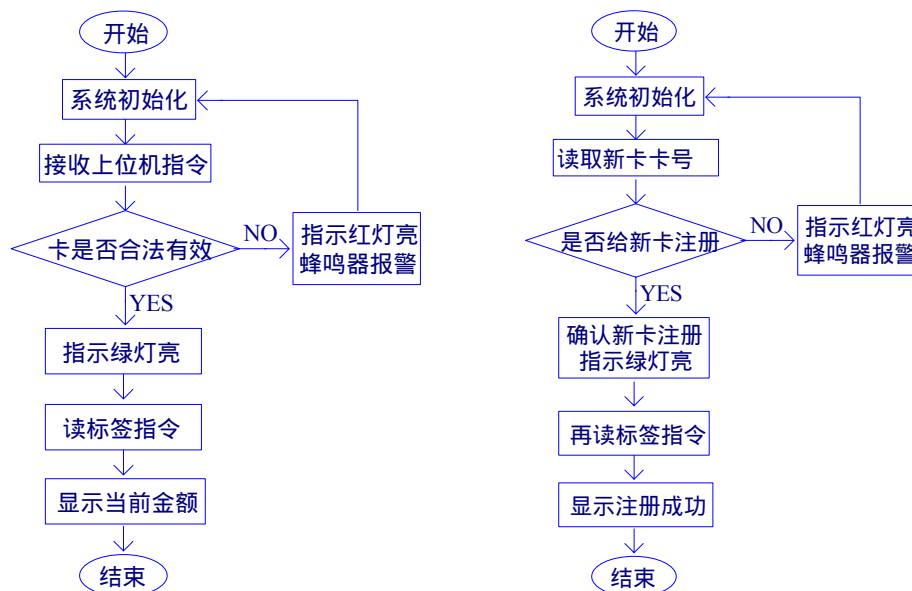 开始
系统初始化
接收上位机指令
卡是否合法有效
NO
指示红灯亮
蜂鸣器报警
YES
指示绿灯亮
读标签指令
显示当前金额
结束
开始
系统初始化
读取新卡卡号
是否给新卡注册
NO
指示红灯亮
蜂鸣器报警
YES
确认新卡注册
指示绿灯亮
再读标签指令
显示注册成功
结束